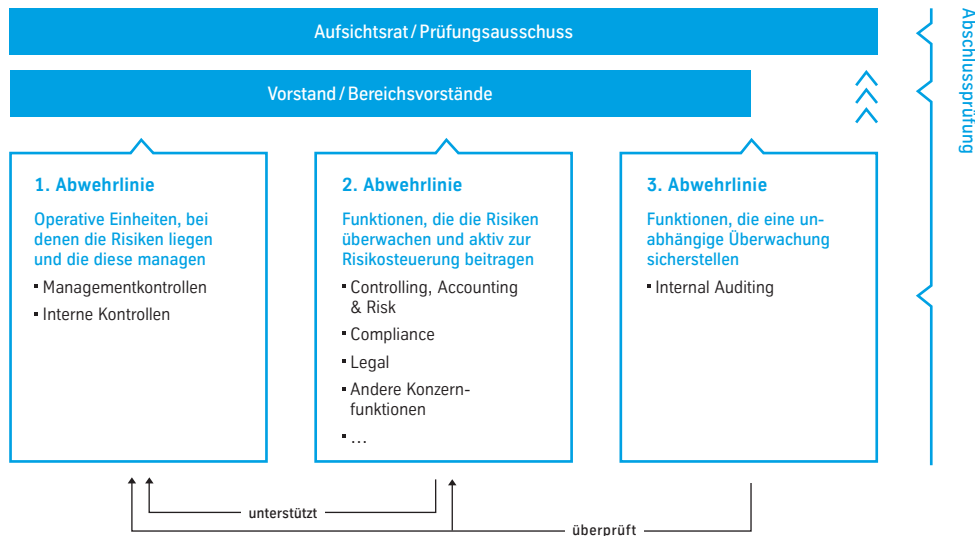 Aufsichtsrat / Prüfungsausschuss
Vorstand / Bereichsvorstände
Abschlussprüfung
1. Abwehrlinie
Operative Einheiten, bei
denen die Risiken liegen
und die diese managen
▪ Managementkontrollen
▪ Interne Kontrollen
2. Abwehrlinie
Funktionen, die die Risiken
überwachen und aktiv zur
Risikosteuerung beitragen
▪ Controlling, Accounting
& Risk
▪ Compliance
▪ Legal
▪ Andere Konzern-
funktionen
▪ …
3. Abwehrlinie
Funktionen, die eine un-
abhängige Überwachung
sicherstellen
▪ Internal Auditing
unterstützt
überprüft